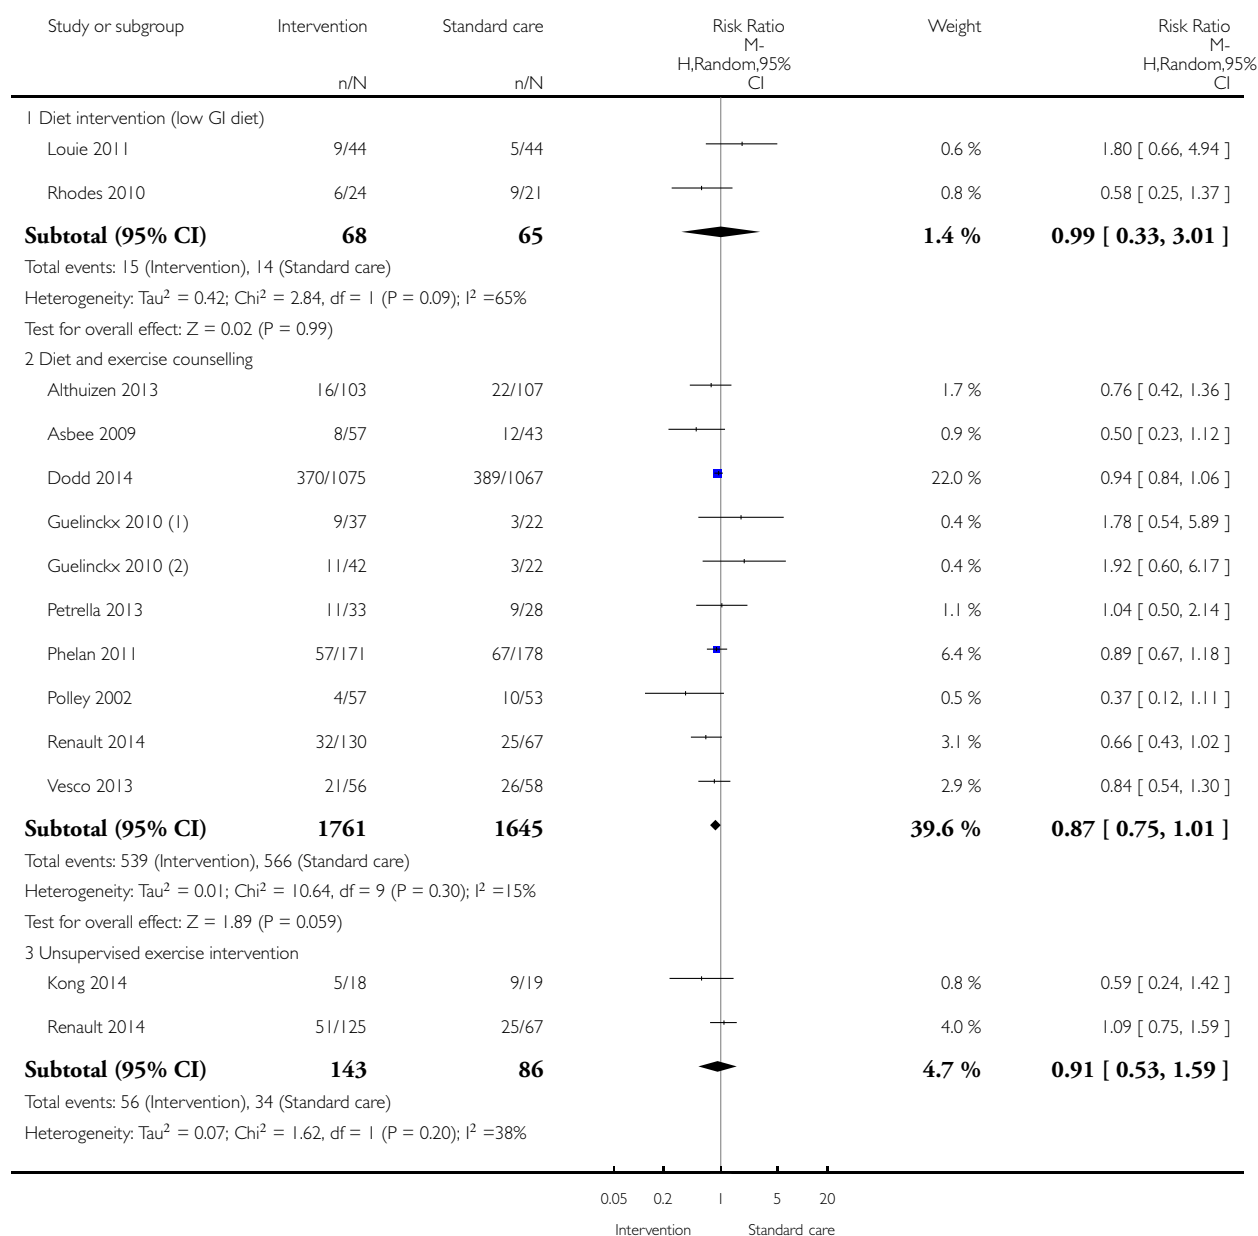 Study or subgroup Intervention Standard care Risk Ratio Weight Risk Ratio
M- M-
H,Random,95% H,Random,95%
n/N n/N CI CI
1 Diet intervention (low GI diet)
Louie 2011 9/44 5/44 0.6 % 1.80 [ 0.66, 4.94 ]
Rhodes 2010 6/24 9/21 0.8 % 0.58 [ 0.25, 1.37 ]
Subtotal (95% CI) 68 65 1.4 % 0.99 [ 0.33, 3.01 ]
Total events: 15 (Intervention), 14 (Standard care)
Heterogeneity: Tau² = 0.42; Chi² = 2.84, df = 1 (P = 0.09); I² =65%
Test for overall effect: Z = 0.02 (P = 0.99)
2 Diet and exercise counselling
Althuizen 2013 16/103 22/107 1.7 % 0.76 [ 0.42, 1.36 ]
Asbee 2009 8/57 12/43 0.9 % 0.50 [ 0.23, 1.12 ]
Dodd 2014 370/1075 389/1067 22.0 % 0.94 [ 0.84, 1.06 ]
Guelinckx 2010 (1) 9/37 3/22 0.4 % 1.78 [ 0.54, 5.89 ]
Guelinckx 2010 (2) 11/42 3/22 0.4 % 1.92 [ 0.60, 6.17 ]
Petrella 2013 11/33 9/28 1.1 % 1.04 [ 0.50, 2.14 ]
Phelan 2011 57/171 67/178 6.4 % 0.89 [ 0.67, 1.18 ]
Polley 2002 4/57 10/53 0.5 % 0.37 [ 0.12, 1.11 ]
Renault 2014 32/130 25/67 3.1 % 0.66 [ 0.43, 1.02 ]
Vesco 2013 21/56 26/58 2.9 % 0.84 [ 0.54, 1.30 ]
Subtotal (95% CI) 1761 1645 39.6 % 0.87 [ 0.75, 1.01 ]
Total events: 539 (Intervention), 566 (Standard care)
Heterogeneity: Tau² = 0.01; Chi² = 10.64, df = 9 (P = 0.30); I² =15%
Test for overall effect: Z = 1.89 (P = 0.059)
3 Unsupervised exercise intervention
Kong 2014 5/18 9/19 0.8 % 0.59 [ 0.24, 1.42 ]
Renault 2014 51/125 25/67 4.0 % 1.09 [ 0.75, 1.59 ]
Subtotal (95% CI) 143 86 4.7 % 0.91 [ 0.53, 1.59 ]
Total events: 56 (Intervention), 34 (Standard care)
Heterogeneity: Tau² = 0.07; Chi² = 1.62, df = 1 (P = 0.20); I² =38%
0.05 0.2 1 5 20
Intervention Standard care